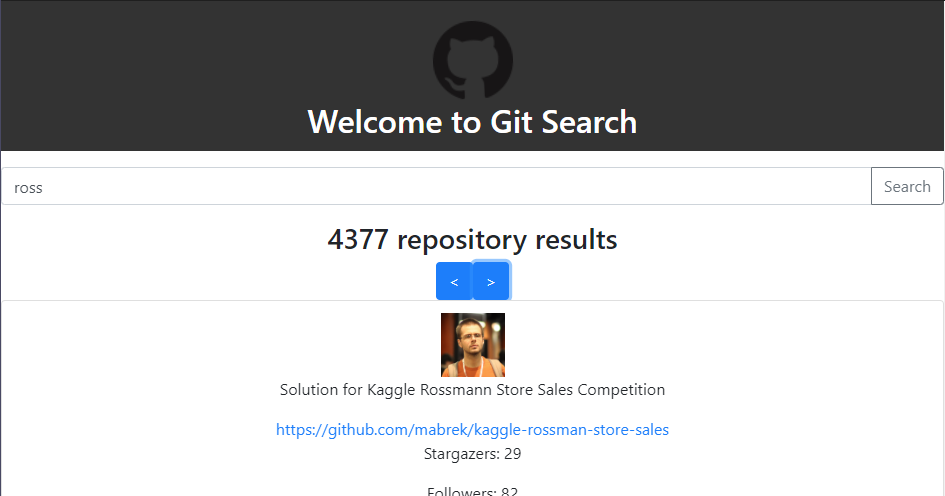 Welcome to Git Search
ross
Search
4377 repository results
< >
Solution for Kaggle Rossmann Store Sales Competition
https://github.com/mabrek/kaggle-rossman-store-sales
Stargazers: 29
Followers: 82